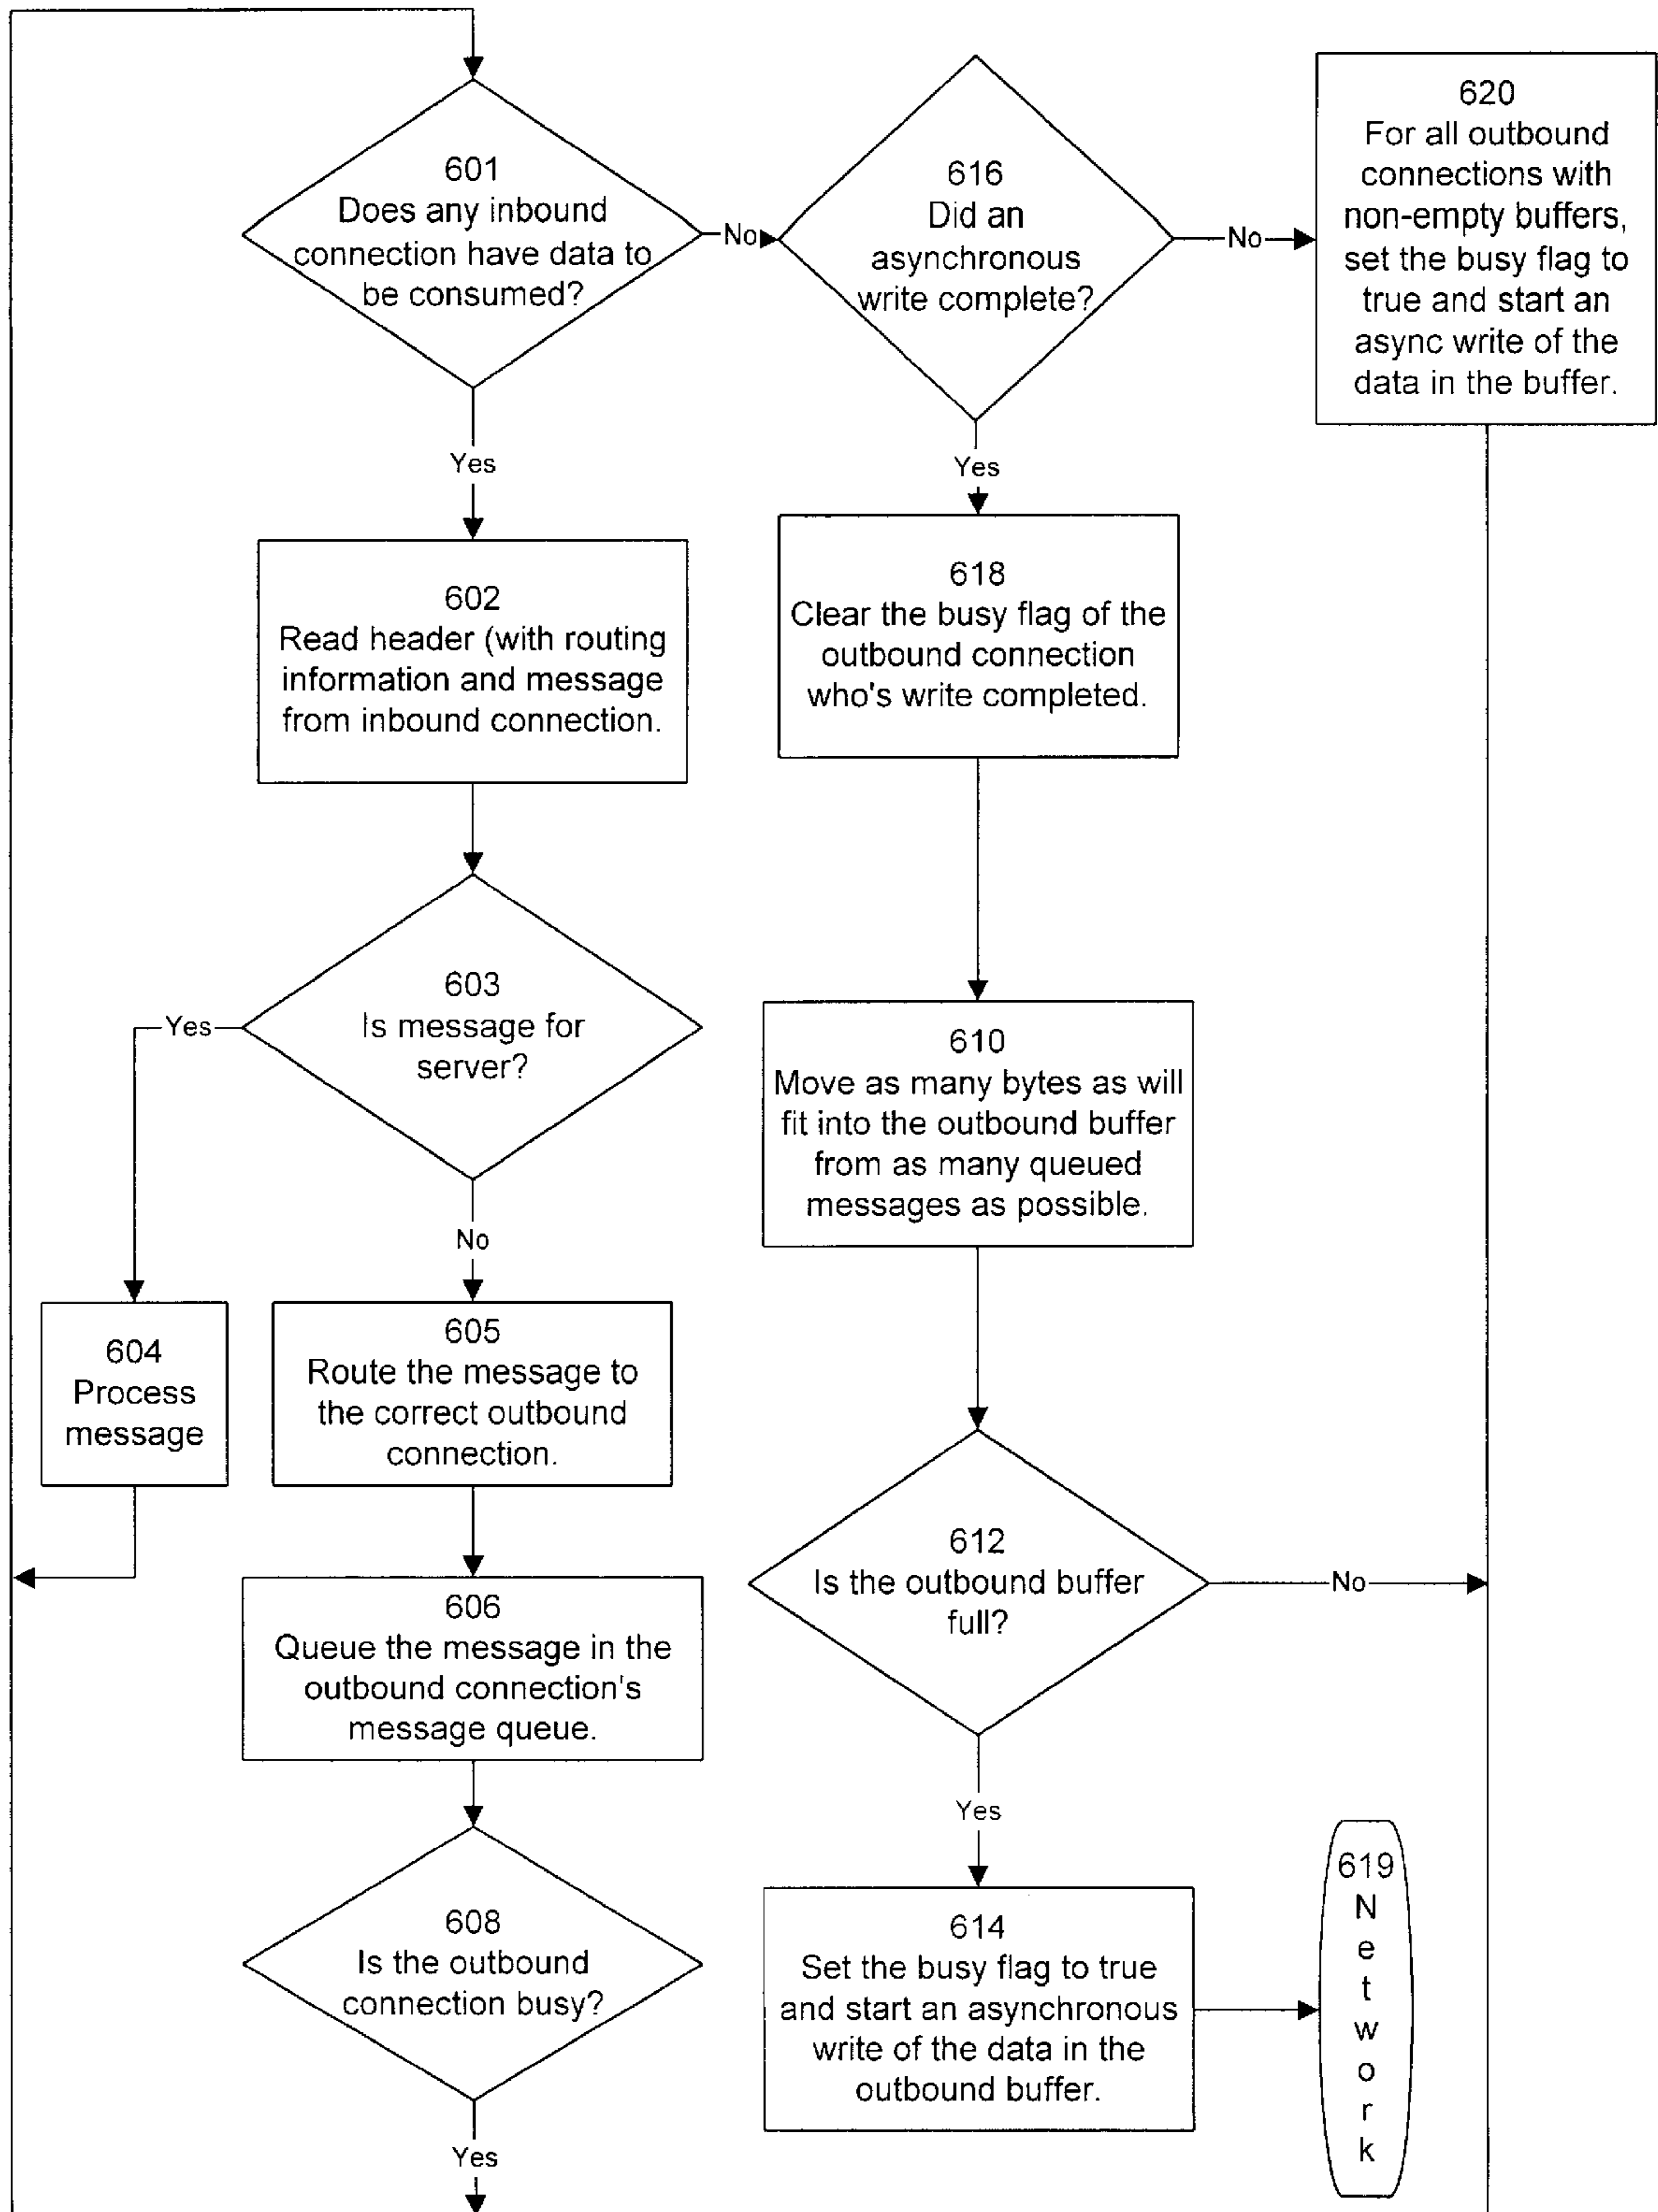 601
Does any inbound
connection have data to
be consumed?
No
616
Did an
asynchronous
write complete?
No
620
For all outbound
connections with
non-empty buffers,
set the busy flag to
true and start an
async write of the
data in the buffer.
Yes
Yes
602
Read header (with routing
information and message
from inbound connection.
618
Clear the busy flag of the
outbound connection
who's write completed.
603
Is message for
server?
Yes
610
Move as many bytes as will
fit into the outbound buffer
from as many queued
messages as possible.
No
604
Process
message
605
Route the message to
the correct outbound
connection.
612
Is the outbound buffer
full?
No
606
Queue the message in the
outbound connection's
message queue.
Yes
608
Is the outbound
connection busy?
614
Set the busy flag to true
and start an asynchronous
write of the data in the
outbound buffer.
619
N
e
t
w
o
r
k
Yes